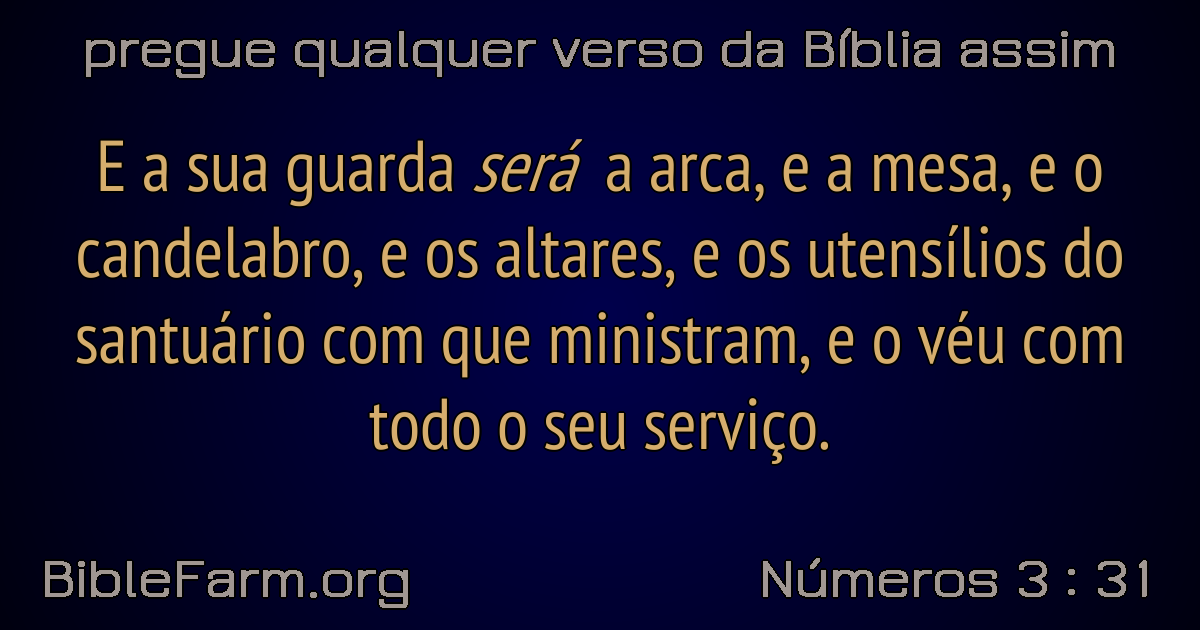 pregue qualquer verso da Bíblia assim
E a sua guarda será a arca, e a mesa, e o
candelabro, e os altares, e os utensílios do
santuário com que ministram, e o véu com
todo o seu serviço.
BibleFarm.org
Números 3 : 31